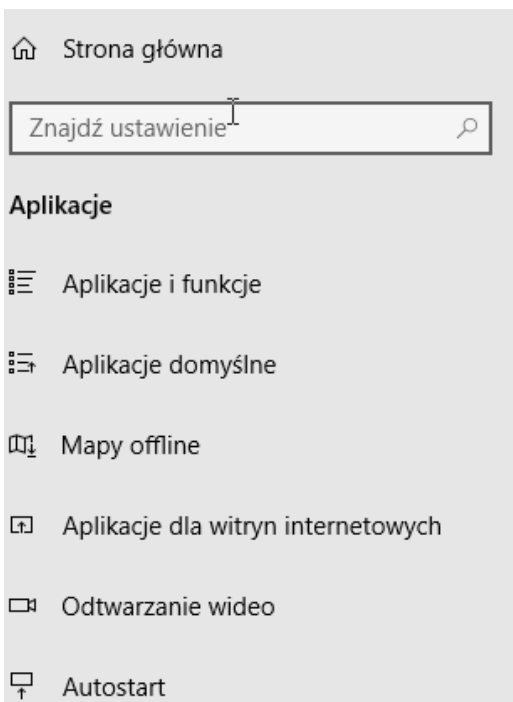 Strona główna
Znajdź ustawienie
Aplikacje
Aplikacje i funkcje
Aplikacje domyślne
Mapy offline
Aplikacje dla witryn internetowych
Odtwarzanie wideo
Autostart